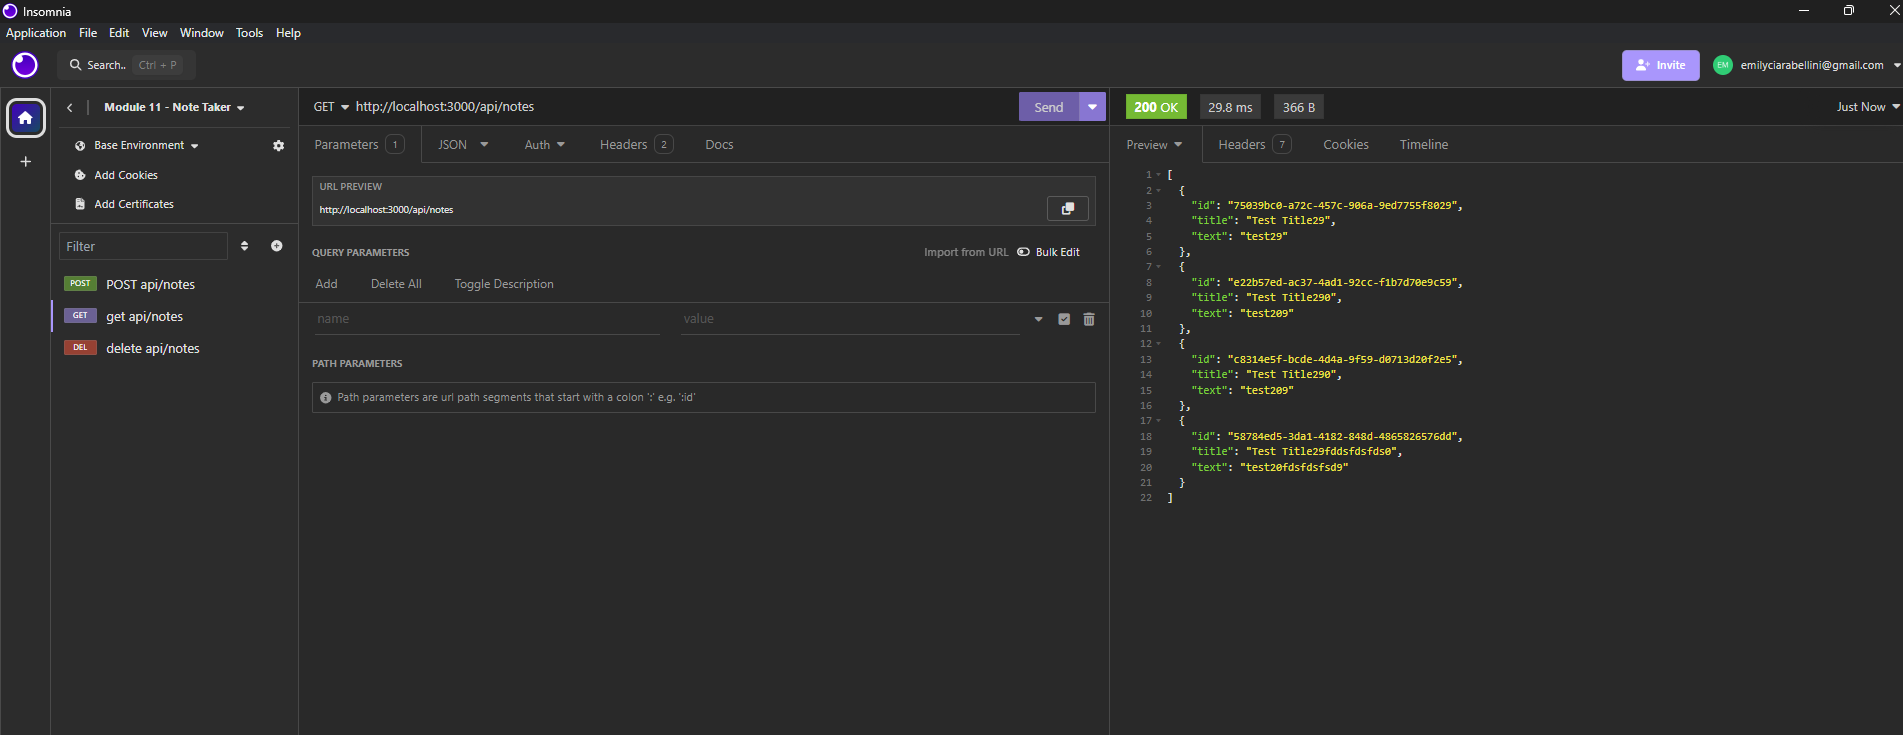 Insomnia
Application File Edit View Window Tools Help
Search.. Ctrl + P
Invite
EM
emilyciarabellini@gmail.com
Module 11 - Note Taker
Base Environment
Add Cookies
Add Certificates
Filter
POST POST api/notes
GET get api/notes
DEL delete api/notes
GET http://localhost:3000/api/notes
Send
Parameters 1 JSON Auth Headers 2 Docs
URL PREVIEW
http://localhost:3000/api/notes
QUERY PARAMETERS
Import from URL Bulk Edit
Add Delete All Toggle Description
name value
PATH PARAMETERS
Path parameters are url path segments that start with a colon ':' e.g. ':id'
200 OK 29.8 ms 366 B Just Now
Preview Headers 7 Cookies Timeline
1 [
2 {
3 "id": "75039bc0-a72c-457c-906a-9ed7755f8029",
4 "title": "Test Title29",
5 "text": "test29"
6 },
7 {
8 "id": "e22b57ed-ac37-4ad1-92cc-f1b7d70e9c59",
9 "title": "Test Title290",
10 "text": "test209"
11 },
12 {
13 "id": "c8314e5f-bcde-4d4a-9f59-d0713d20f2e5",
14 "title": "Test Title290",
15 "text": "test209"
16 },
17 {
18 "id": "58784ed5-3da1-4182-848d-4865826576dd",
19 "title": "Test Title29fddsfdsfds0",
20 "text": "test20fdsfdsfsd9"
21 }
22 ]